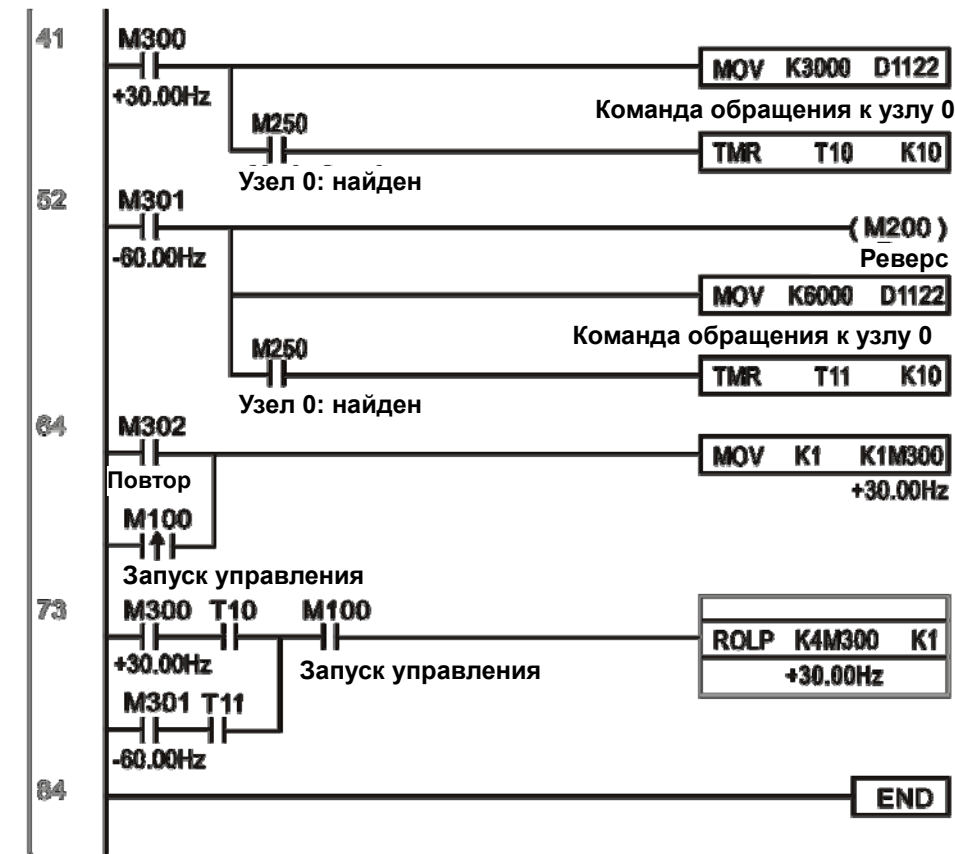 41 M300
MOV K3000 D1122
+30.00Hz
Команда обращения к узлу 0
M250
TMR T10 K10
Узел 0: найден
52 M301
( M200 )
-60.00Hz
Реверс
MOV K6000 D1122
Команда обращения к узлу 0
M250
TMR T11 K10
Узел 0: найден
64 M302
MOV K1 K1M300
Повтор
+30.00Hz
M100
Запуск управления
73 M300 T10 M100
ROLP K4M300 K1
+30.00Hz
Запуск управления
+30.00Hz
M301 T11
-60.00Hz
84
END